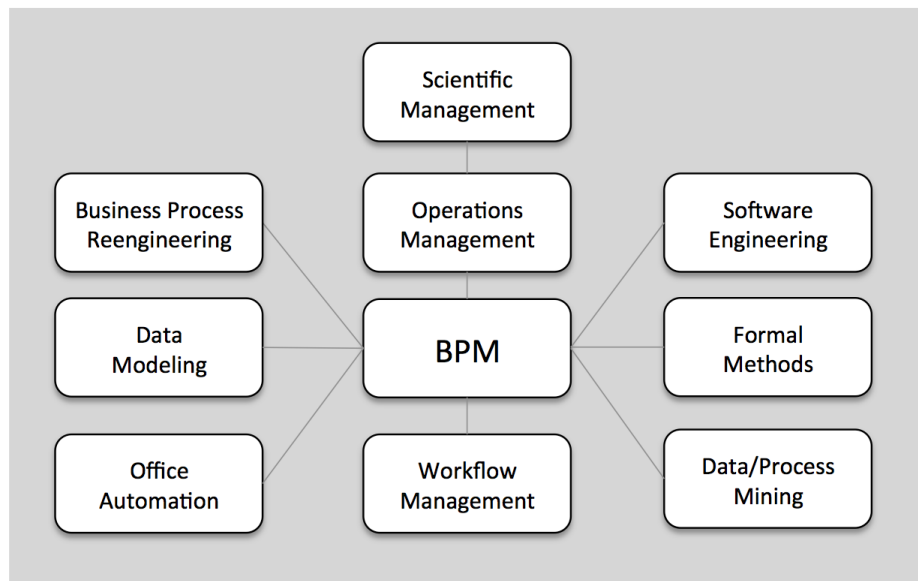 Scientific
Management
Business Process
Reengineering
Operations
Management
Software
Engineering
Data
Modeling
BPM
Formal
Methods
Office
Automation
Workflow
Management
Data/Process
Mining